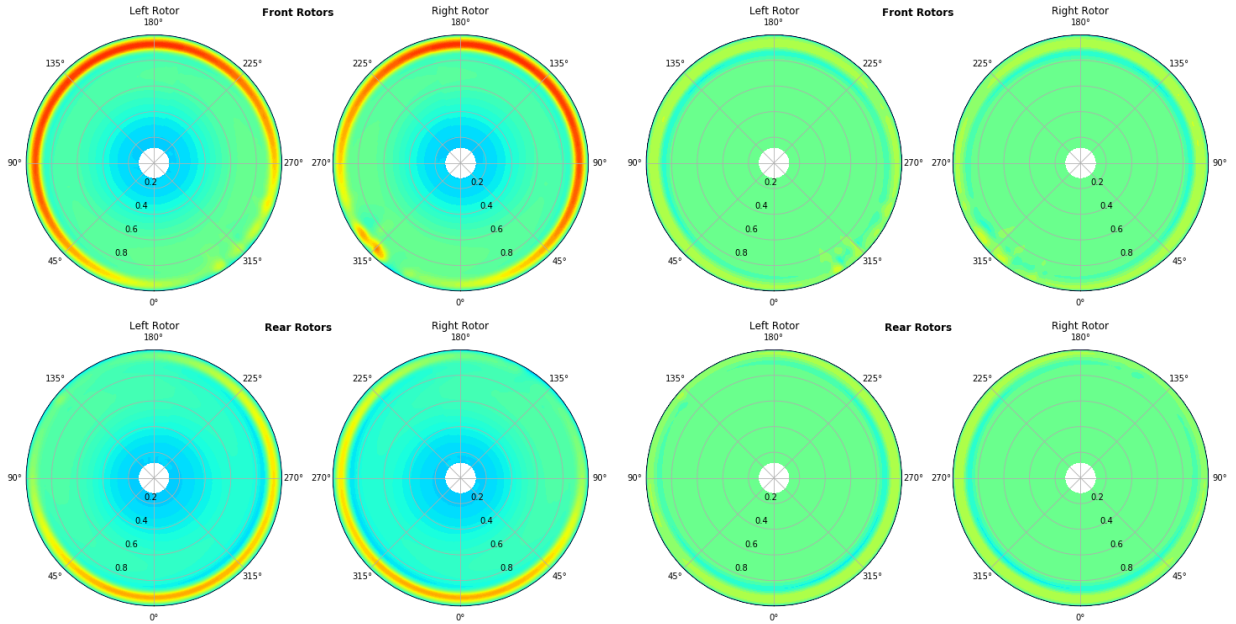 Left Rotor Front Rotors Right Rotor Left Rotor Front Rotors Right Rotor
180° 180° 180° 180°
135° 225° 225° 135° 135° 225° 225° 135°
90° 270° 270° 90° 90° 270° 270° 90°
0.2 0.2 0.2 0.2
0.4 0.4 0.4 0.4
0.6 0.6 0.6 0.6
0.8 0.8 0.8 0.8
45° 315° 315° 45° 45° 315° 315° 45°
0° 0° 0° 0°
Left Rotor Rear Rotors Right Rotor Left Rotor Rear Rotors Right Rotor
180° 180° 180° 180°
135° 225° 225° 135° 135° 225° 225° 135°
90° 270° 270° 90° 90° 270° 270° 90°
0.2 0.2 0.2 0.2
0.4 0.4 0.4 0.4
0.6 0.6 0.6 0.6
0.8 0.8 0.8 0.8
45° 315° 315° 45° 45° 315° 315° 45°
0° 0° 0° 0°